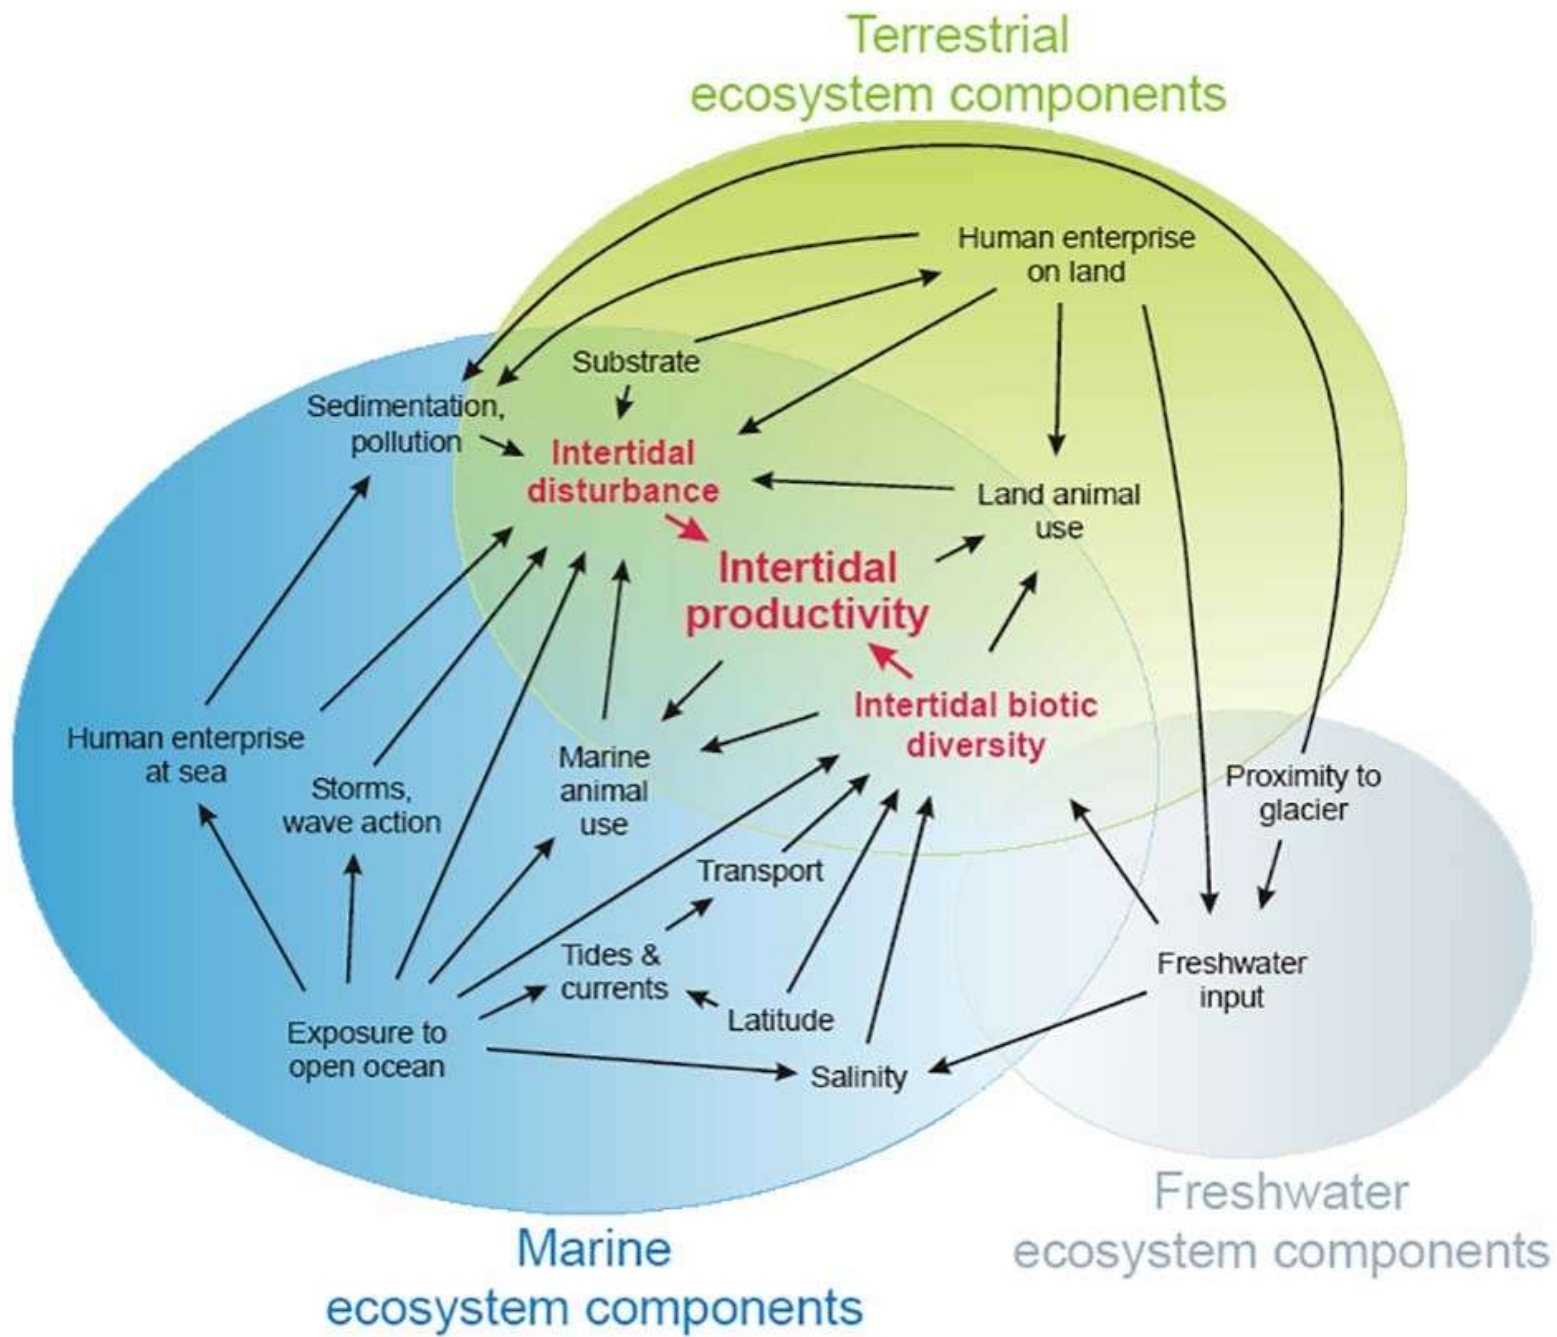 Terrestrial
ecosystem components
Human enterprise
on land
Substrate
Sedimentation,
pollution
Intertidal
disturbance
Land animal
use
Intertidal
productivity
Intertidal biotic
diversity
Human enterprise
at sea
Storms,
wave action
Marine
animal
use
Proximity to
glacier
Transport
Tides &
currents
Latitude
Freshwater
input
Exposure to
open ocean
Salinity
Freshwater
ecosystem components
Marine
ecosystem components